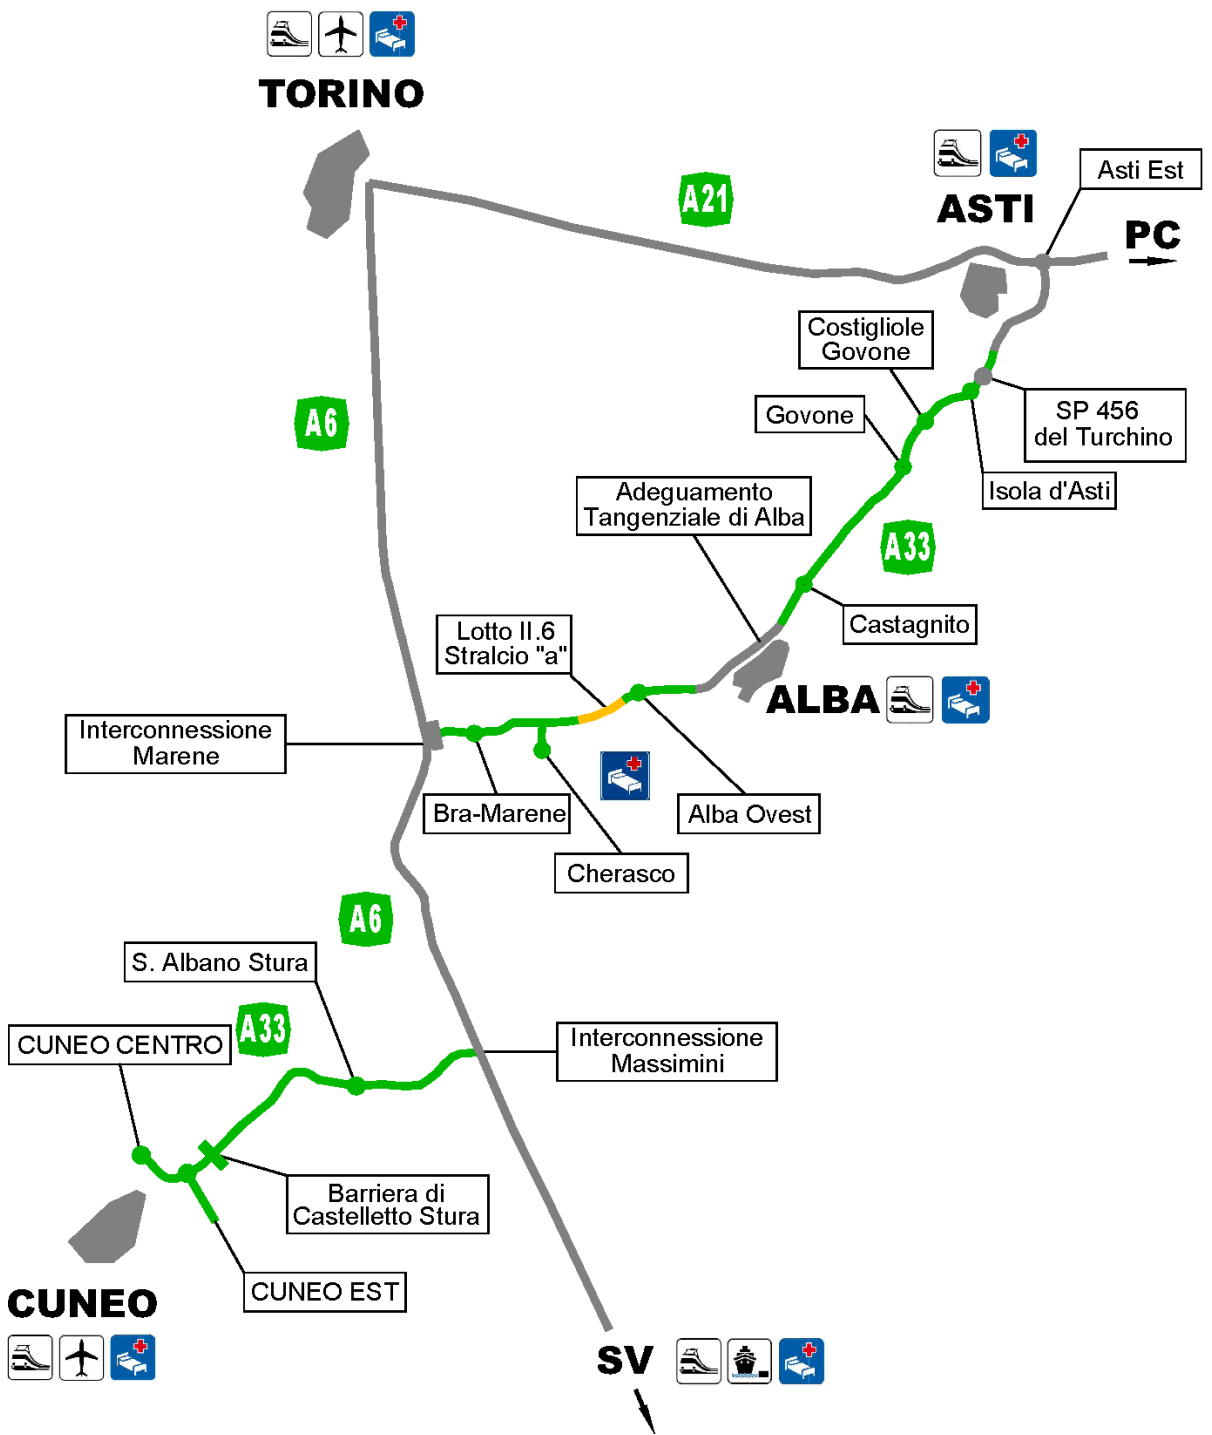 TORINO
A21
ASTI
Asti Est
PC
Costigliole
Govone
A6
Govone
SP 456
del Turchino
Adeguamento
Tangenziale di Alba
Isola d'Asti
A33
Lotto II.6
Stralcio "a"
Castagnito
ALBA
Interconnessione
Marene
Bra-Marene
Alba Ovest
Cherasco
A6
S. Albano Stura
A33
CUNEO CENTRO
Interconnessione
Massimini
Barriera di
Castelletto Stura
CUNEO EST
CUNEO
SV